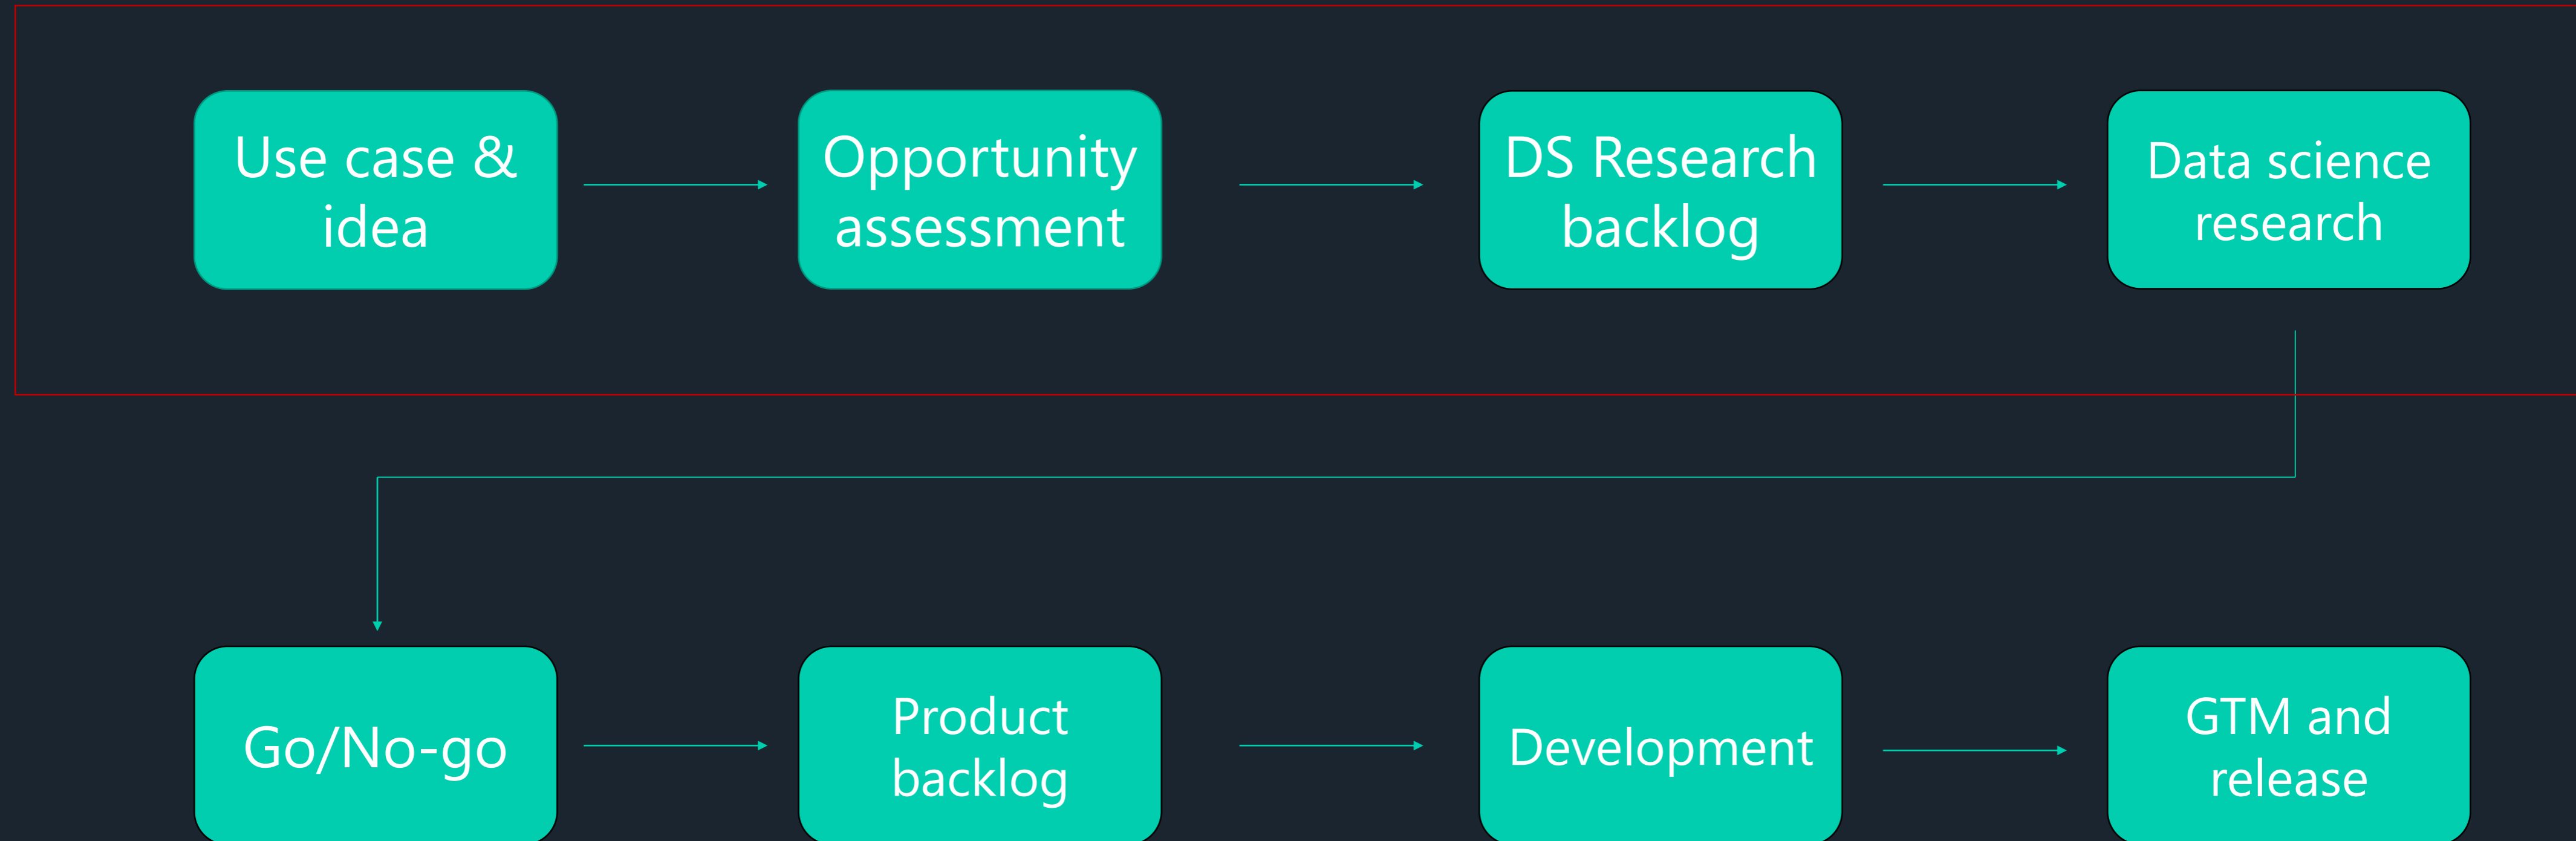 Use case &
idea
Opportunity
assessment
DS Research
backlog
Data science
research
Go/No-go
Product
backlog
Development
GTM and
release